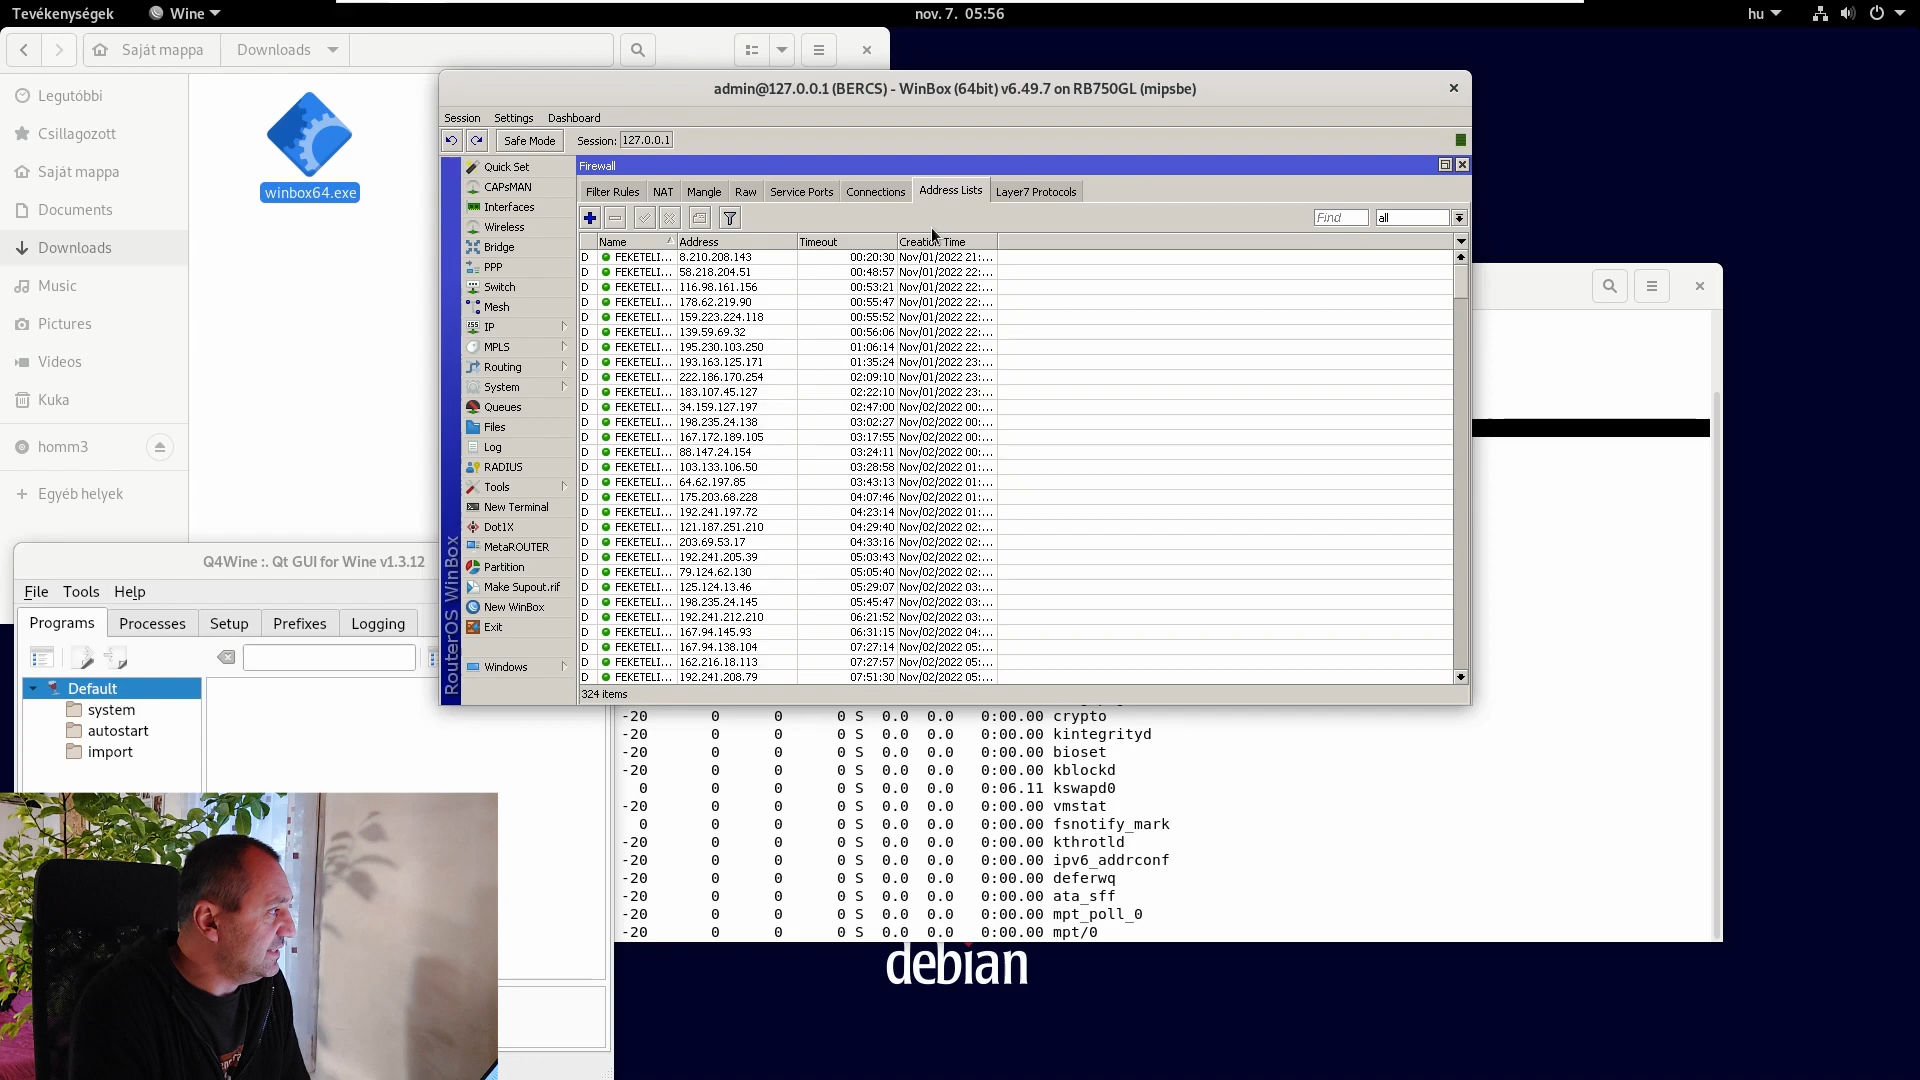 Tevékenységek
Wine
nov. 7. 05:56
hu
Saját mappa
Downloads
Legutóbbi
Csillagozott
Saját mappa
Documents
Downloads
Music
Pictures
Videos
Kuka
homm3
Egyéb helyek
winbox64.exe
admin@127.0.0.1 (BERCS) - WinBox (64bit) v6.49.7 on RB750GL (mipsbe)
Session Settings Dashboard
Safe Mode Session: 127.0.0.1
RouterOS WinBox
Quick Set
CAPsMAN
Interfaces
Wireless
Bridge
PPP
Switch
Mesh
IP
MPLS
Routing
System
Queues
Files
Log
RADIUS
Tools
New Terminal
Dot1X
MetaROUTER
Partition
Make Supout.rif
New WinBox
Exit
Windows
Firewall
Filter Rules NAT Mangle Raw Service Ports Connections Address Lists Layer7 Protocols
Find all
Name Address Timeout Creation Time
D FEKETELI... 8.210.208.143 00:20:30 Nov/01/2022 21:...
D FEKETELI... 58.218.204.51 00:48:57 Nov/01/2022 22:...
D FEKETELI... 116.98.161.156 00:53:21 Nov/01/2022 22:...
D FEKETELI... 178.62.219.90 00:55:47 Nov/01/2022 22:...
D FEKETELI... 159.223.224.118 00:55:52 Nov/01/2022 22:...
D FEKETELI... 139.59.69.32 00:56:06 Nov/01/2022 22:...
D FEKETELI... 195.230.103.250 01:06:14 Nov/01/2022 22:...
D FEKETELI... 193.163.125.171 01:35:24 Nov/01/2022 23:...
D FEKETELI... 222.186.170.254 02:09:10 Nov/01/2022 23:...
D FEKETELI... 183.107.45.127 02:22:10 Nov/01/2022 23:...
D FEKETELI... 34.159.127.197 02:47:00 Nov/02/2022 00:...
D FEKETELI... 198.235.24.138 03:02:27 Nov/02/2022 00:...
D FEKETELI... 167.172.189.105 03:17:55 Nov/02/2022 00:...
D FEKETELI... 88.147.24.154 03:24:11 Nov/02/2022 00:...
D FEKETELI... 103.133.106.50 03:28:58 Nov/02/2022 01:...
D FEKETELI... 64.62.197.85 03:43:13 Nov/02/2022 01:...
D FEKETELI... 175.203.68.228 04:07:46 Nov/02/2022 01:...
D FEKETELI... 192.241.197.72 04:23:14 Nov/02/2022 01:...
D FEKETELI... 121.187.251.210 04:29:40 Nov/02/2022 02:...
D FEKETELI... 203.69.53.17 04:33:16 Nov/02/2022 02:...
D FEKETELI... 192.241.205.39 05:03:43 Nov/02/2022 02:...
D FEKETELI... 79.124.62.130 05:05:40 Nov/02/2022 02:...
D FEKETELI... 125.124.13.46 05:29:07 Nov/02/2022 03:...
D FEKETELI... 198.235.24.145 05:45:47 Nov/02/2022 03:...
D FEKETELI... 192.241.212.210 06:21:52 Nov/02/2022 03:...
D FEKETELI... 167.94.145.93 06:31:15 Nov/02/2022 04:...
D FEKETELI... 167.94.138.104 07:27:14 Nov/02/2022 05:...
D FEKETELI... 162.216.18.113 07:27:57 Nov/02/2022 05:...
D FEKETELI... 192.241.208.79 07:51:30 Nov/02/2022 05:...
324 items
Q4Wine :. Qt GUI for Wine v1.3.12
File Tools Help
Programs Processes Setup Prefixes Logging
Default
system
autostart
import
-20 0 0 0 S 0.0 0.0 0:00.00 crypto
-20 0 0 0 S 0.0 0.0 0:00.00 kintegrityd
-20 0 0 0 S 0.0 0.0 0:00.00 bioset
-20 0 0 0 S 0.0 0.0 0:00.00 kblockd
0 0 0 0 S 0.0 0.0 0:06.11 kswapd0
-20 0 0 0 S 0.0 0.0 0:00.00 vmstat
0 0 0 0 S 0.0 0.0 0:00.00 fsnotify_mark
-20 0 0 0 S 0.0 0.0 0:00.00 kthrotld
-20 0 0 0 S 0.0 0.0 0:00.00 ipv6_addrconf
-20 0 0 0 S 0.0 0.0 0:00.00 deferwq
-20 0 0 0 S 0.0 0.0 0:00.00 ata_sff
-20 0 0 0 S 0.0 0.0 0:00.00 mpt_poll_0
-20 0 0 0 S 0.0 0.0 0:00.00 mpt/0
debian